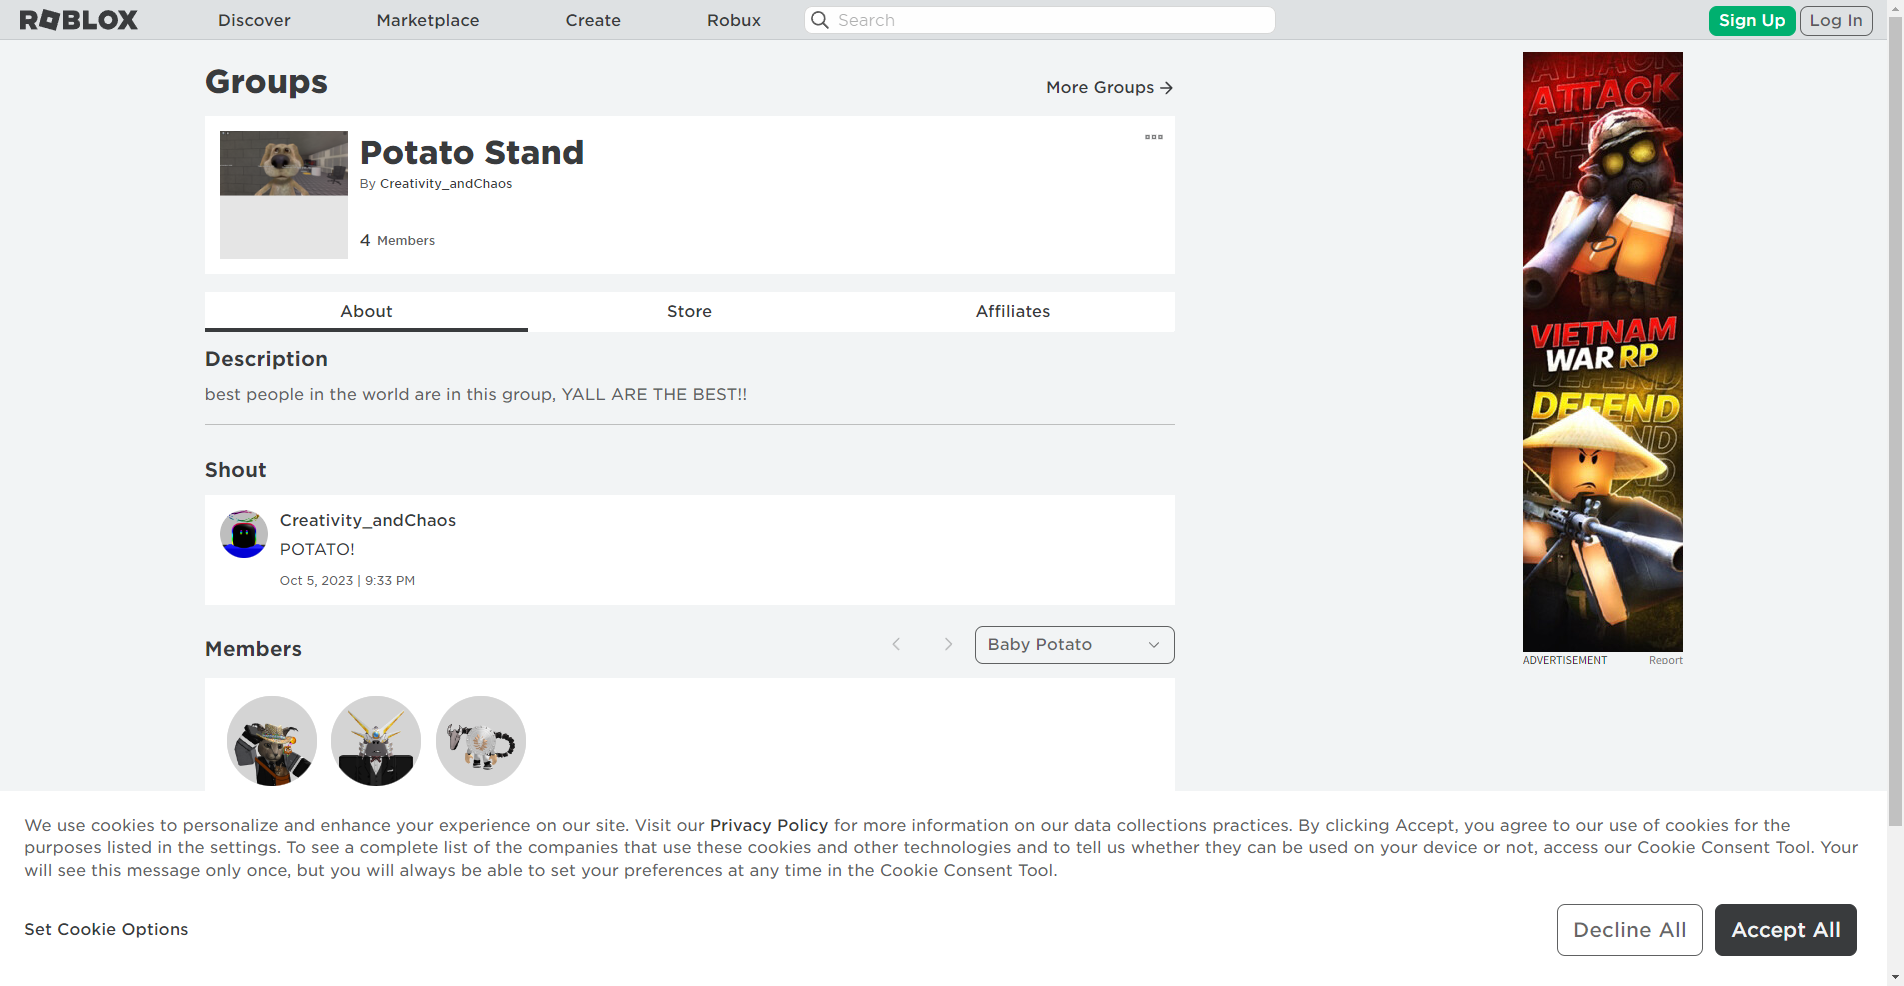 ROBLOX
Discover
Marketplace
Create
Robux
Search
Sign Up
Log In
Groups
More Groups
Potato Stand
By Creativity_andChaos
4 Members
About
Store
Affiliates
Description
best people in the world are in this group, YALL ARE THE BEST!!
Shout
Creativity_andChaos
POTATO!
Oct 5, 2023 | 9:33 PM
Members
Baby Potato
ATTACK
ATTACK
ATTACK
ATTACK
VIETNAM
WAR RP
DEFEND
DEFEND
DEFEND
ADVERTISEMENT
Report
We use cookies to personalize and enhance your experience on our site. Visit our Privacy Policy for more information on our data collections practices. By clicking Accept, you agree to our use of cookies for the
purposes listed in the settings. To see a complete list of the companies that use these cookies and other technologies and to tell us whether they can be used on your device or not, access our Cookie Consent Tool. Your
will see this message only once, but you will always be able to set your preferences at any time in the Cookie Consent Tool.
Set Cookie Options
Decline All
Accept All